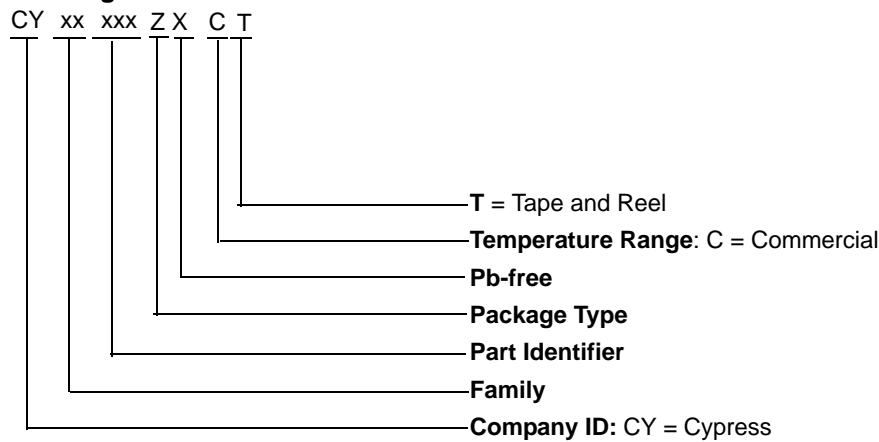 CY xx xxx Z X C T
T = Tape and Reel
Temperature Range: C = Commercial
Pb-free
Package Type
Part Identifier
Family
Company ID: CY = Cypress